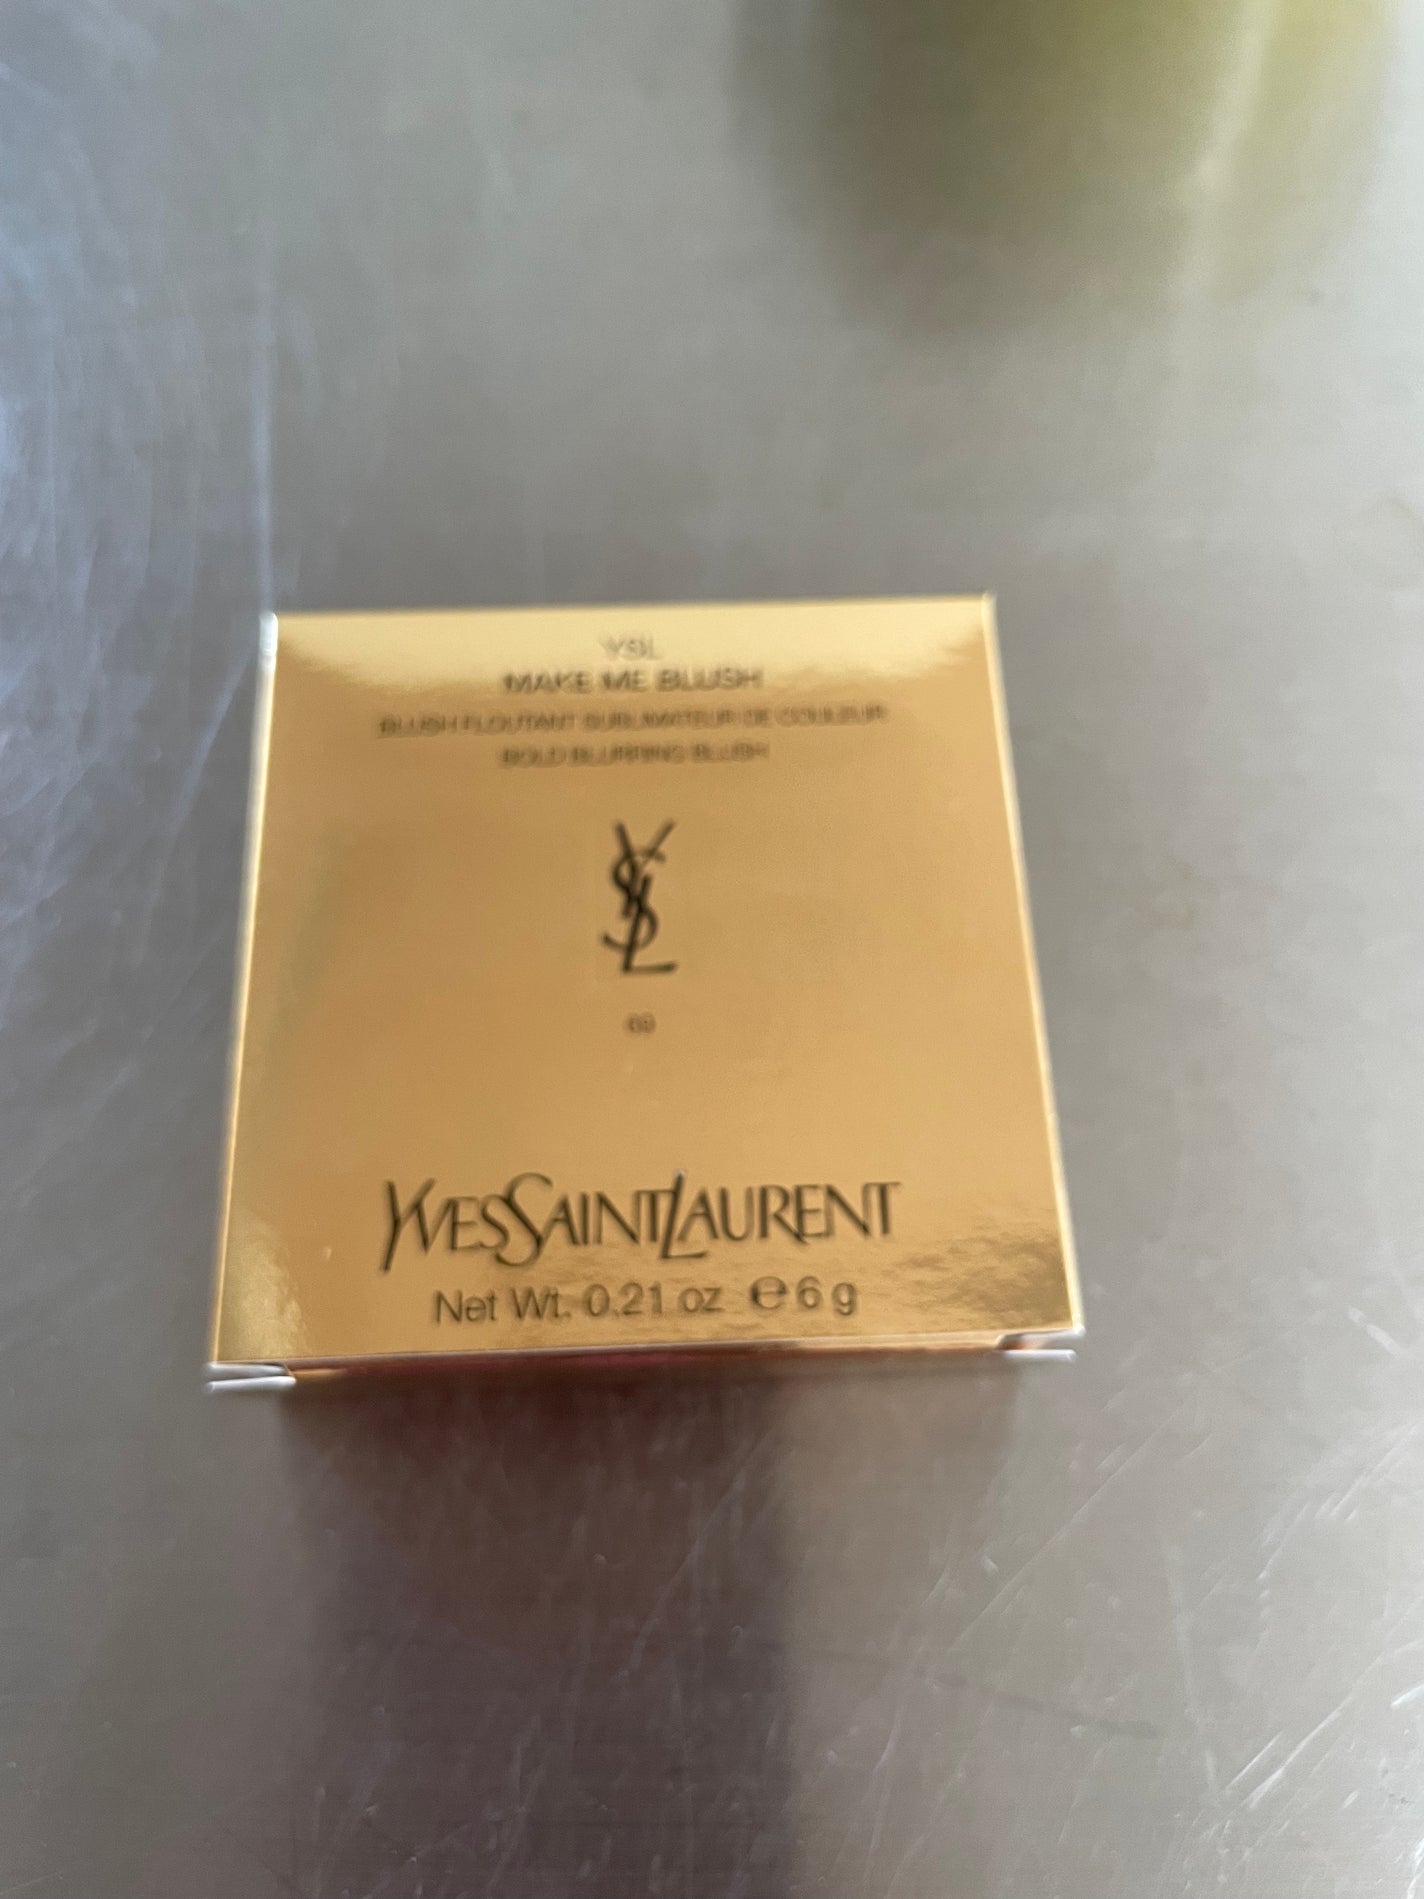 YSL
MAKE ME BLUSH
BLUSH FLOUTANT SUBLIMATEUR DE COULEUR
BOLD BLURRING BLUSH
YSL
YVESSAINTLAURENT
Net Wt. 0.21 oz ℮ 6 g